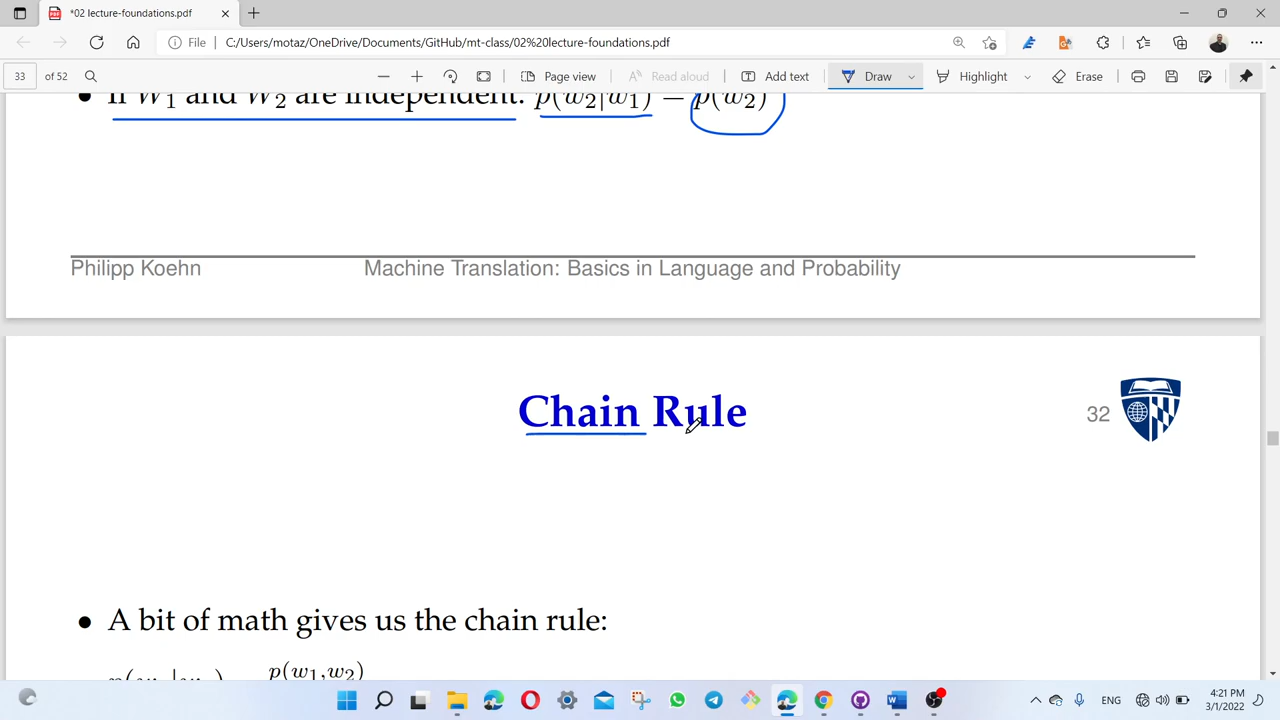 *02 lecture-foundations.pdf
File C:/Users/motaz/OneDrive/Documents/GitHub/mt-class/02%20lecture-foundations.pdf
33 of 52 Page view Read aloud Add text Draw Highlight Erase
• If W₁ and W₂ are independent: p(w₂|w₁) = p(w₂)
Philipp Koehn Machine Translation: Basics in Language and Probability
Chain Rule
32
• A bit of math gives us the chain rule:
p(w₁,w₂)
ENG
4:21 PM
3/1/2022